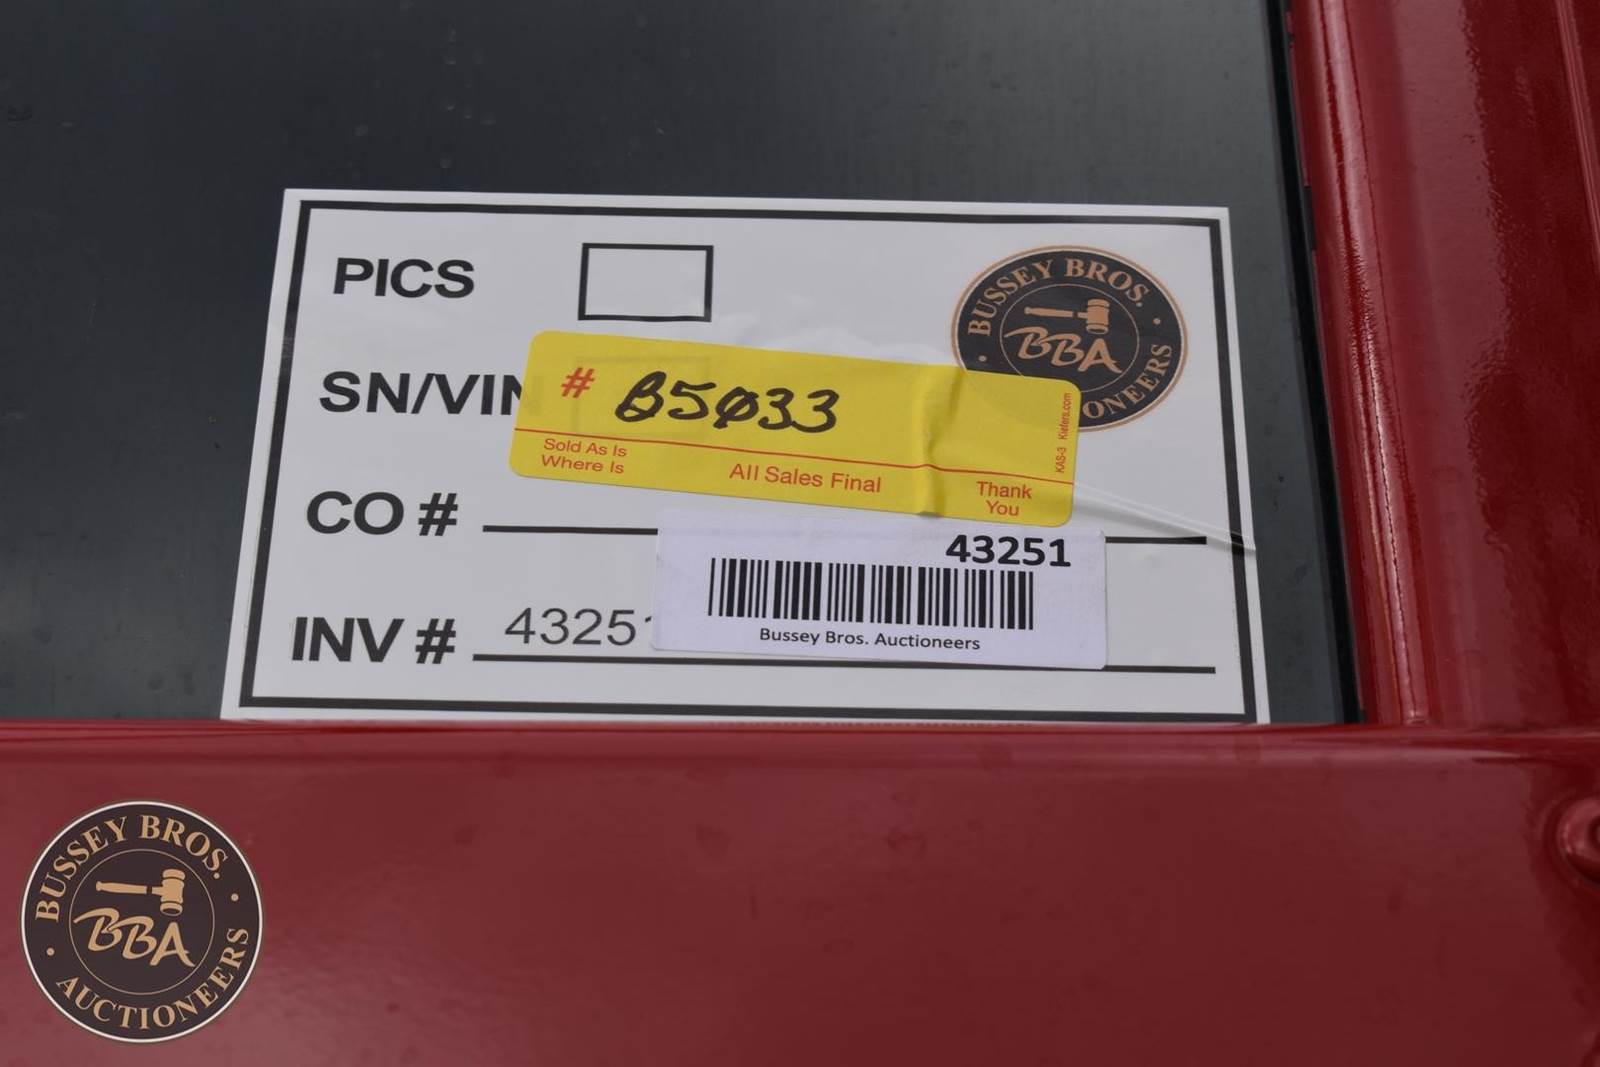 PICS
BUSSEY BROS.
BBA
ONEERS
SN/VIN
# B5Ø33
Sold As Is
Where Is
All Sales Final
Thank
You
KAS-3 Kiefers.com
CO #
43251
Bussey Bros. Auctioneers
INV # 43251
BUSSEY BROS.
BBA
AUCTIONEERS